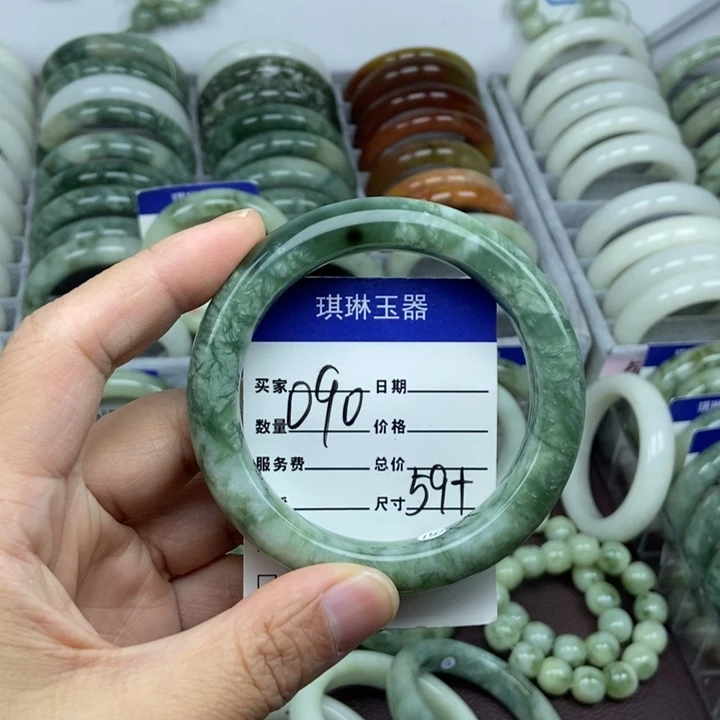 琪琳玉器
买家 日期
090
数量 价格
服务费 总价
尺寸 59+